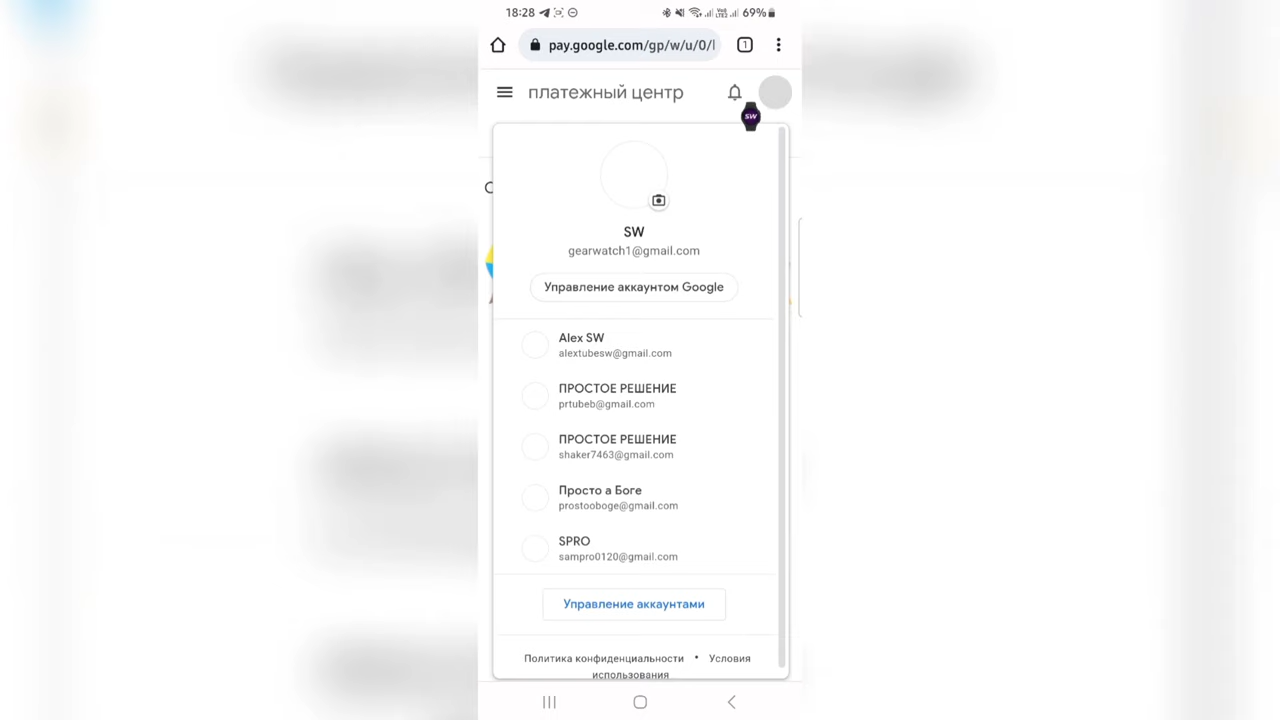 18:28
VoI LTE2 69%
pay.google.com/gp/w/u/0/l
1
платежный центр
SW
SW
gearwatch1@gmail.com
Управление аккаунтом Google
Alex SW
alextubesw@gmail.com
ПРОСТОЕ РЕШЕНИЕ
prtubeb@gmail.com
ПРОСТОЕ РЕШЕНИЕ
shaker7463@gmail.com
Просто а Боге
prostooboge@gmail.com
SPRO
sampro0120@gmail.com
Управление аккаунтами
Политика конфиденциальности • Условия
использования